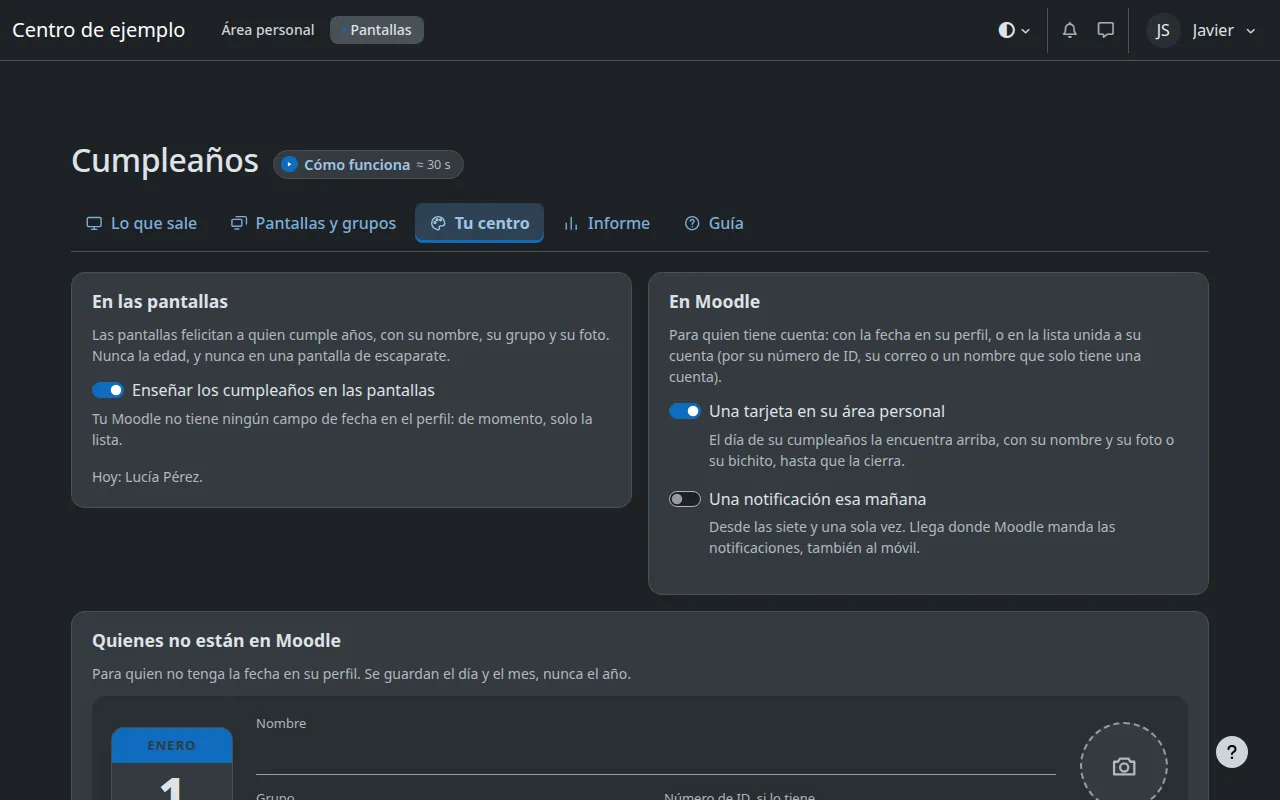 Centro de ejemplo
Área personal
Pantallas
JS
Javier
Cumpleaños
Cómo funciona ≈ 30 s
Lo que sale
Pantallas y grupos
Tu centro
Informe
Guía
En las pantallas
Las pantallas felicitan a quien cumple años, con su nombre, su grupo y su foto.
Nunca la edad, y nunca en una pantalla de escaparate.
Enseñar los cumpleaños en las pantallas
Tu Moodle no tiene ningún campo de fecha en el perfil: de momento, solo la
lista.
Hoy: Lucía Pérez.
En Moodle
Para quien tiene cuenta: con la fecha en su perfil, o en la lista unida a su
cuenta (por su número de ID, su correo o un nombre que solo tiene una
cuenta).
Una tarjeta en su área personal
El día de su cumpleaños la encuentra arriba, con su nombre y su foto o
su bichito, hasta que la cierra.
Una notificación esa mañana
Desde las siete y una sola vez. Llega donde Moodle manda las
notificaciones, también al móvil.
Quienes no están en Moodle
Para quien no tenga la fecha en su perfil. Se guardan el día y el mes, nunca el año.
ENERO
1
Nombre
Grupo
Número de ID, si lo tiene
?